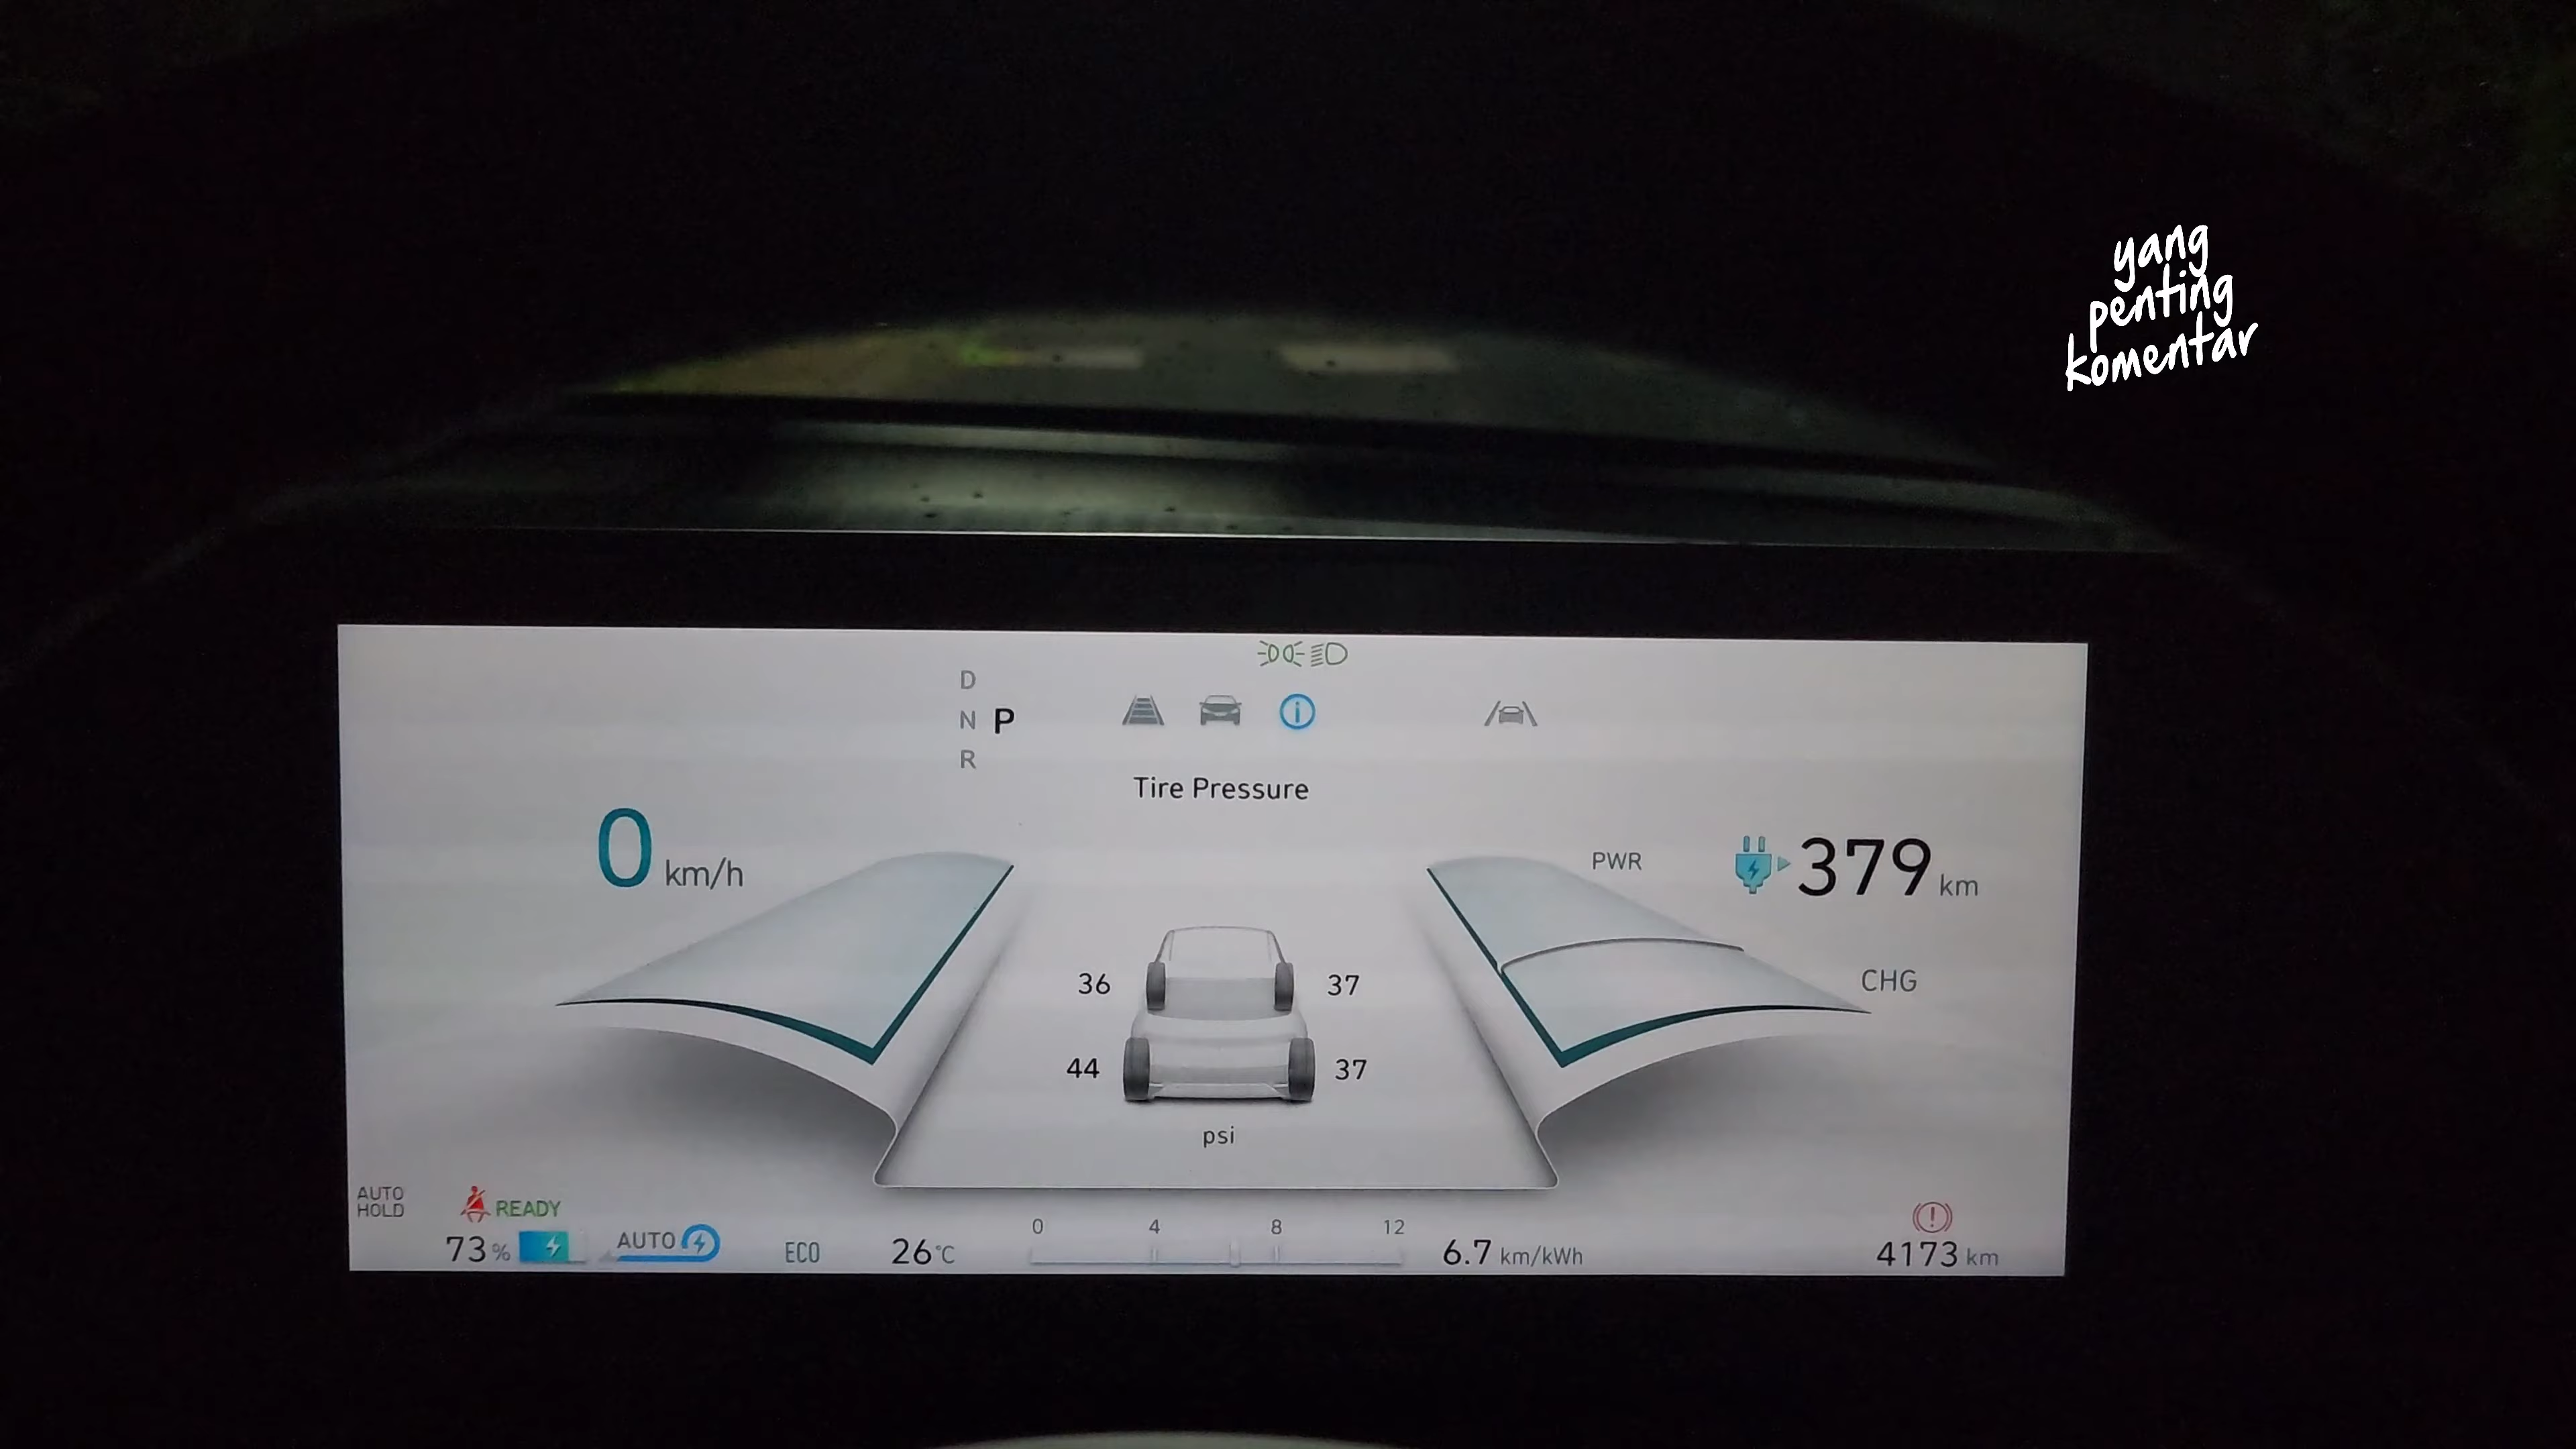 yang
penting
komentar
D
N P
R
Tire Pressure
0 km/h
PWR
379 km
36 37
CHG
44 37
psi
AUTO
HOLD
READY
0 4 8 12
73% AUTO ECO 26°C 6.7 km/kWh 4173 km